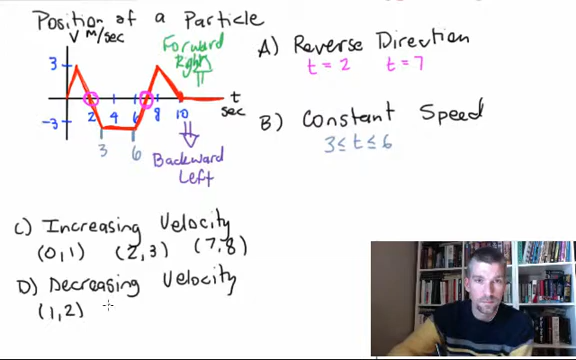 Position of a Particle
V m/sec
Forward
Right
3
-3
2 4 6 8 10
t
sec
3 6
Backward
Left
A) Reverse Direction
t = 2 t = 7
B) Constant Speed
3 ≤ t ≤ 6
C) Increasing Velocity
(0,1) (2,3) (7,8)
D) Decreasing Velocity
(1,2)